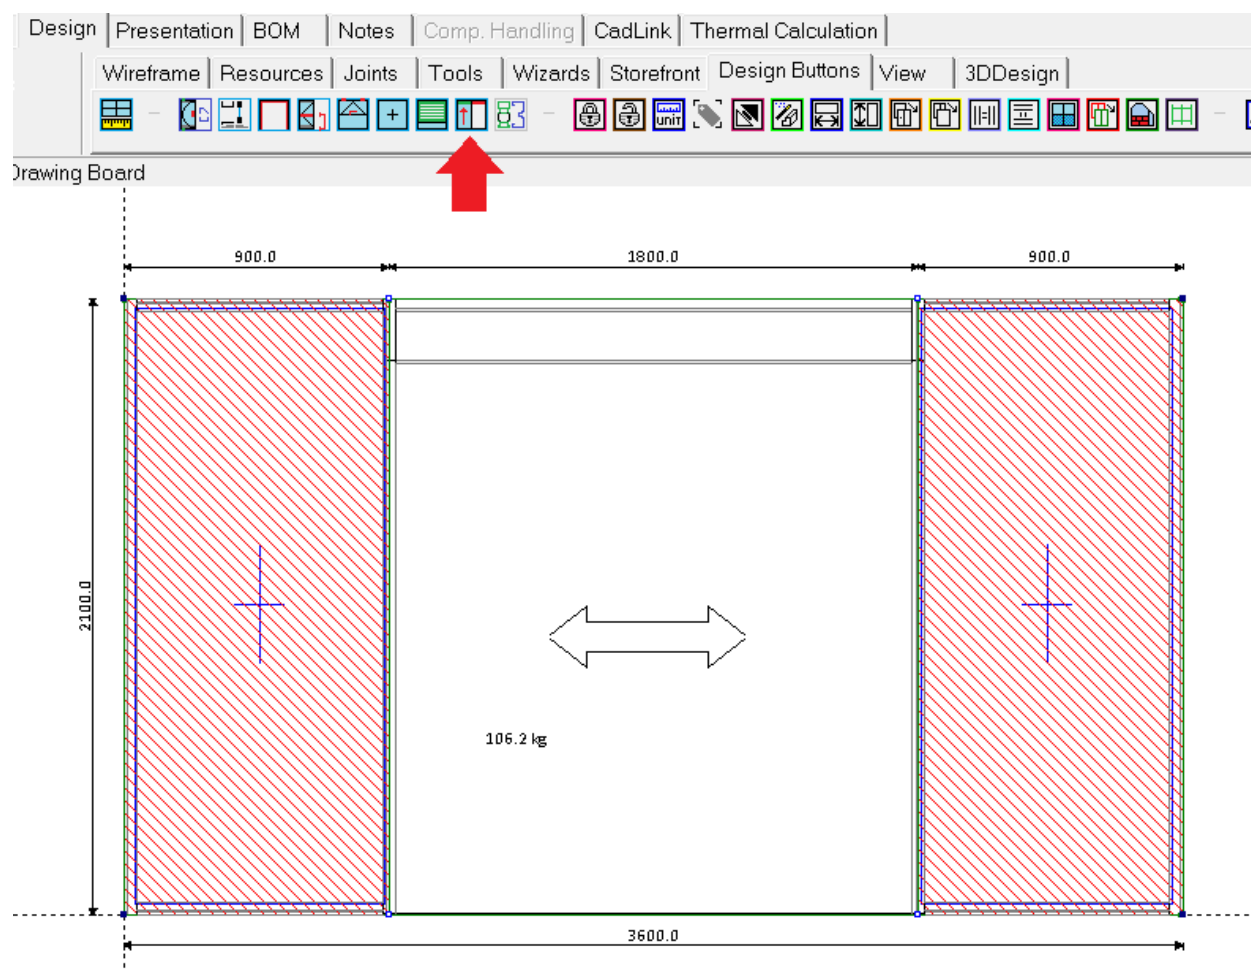 Design Presentation BOM Notes Comp. Handling CadLink Thermal Calculation
Wireframe Resources Joints Tools Wizards Storefront Design Buttons View 3DDesign
UNIT
Drawing Board
900.0 1800.0 900.0
2100.0
106.2 kg
3600.0